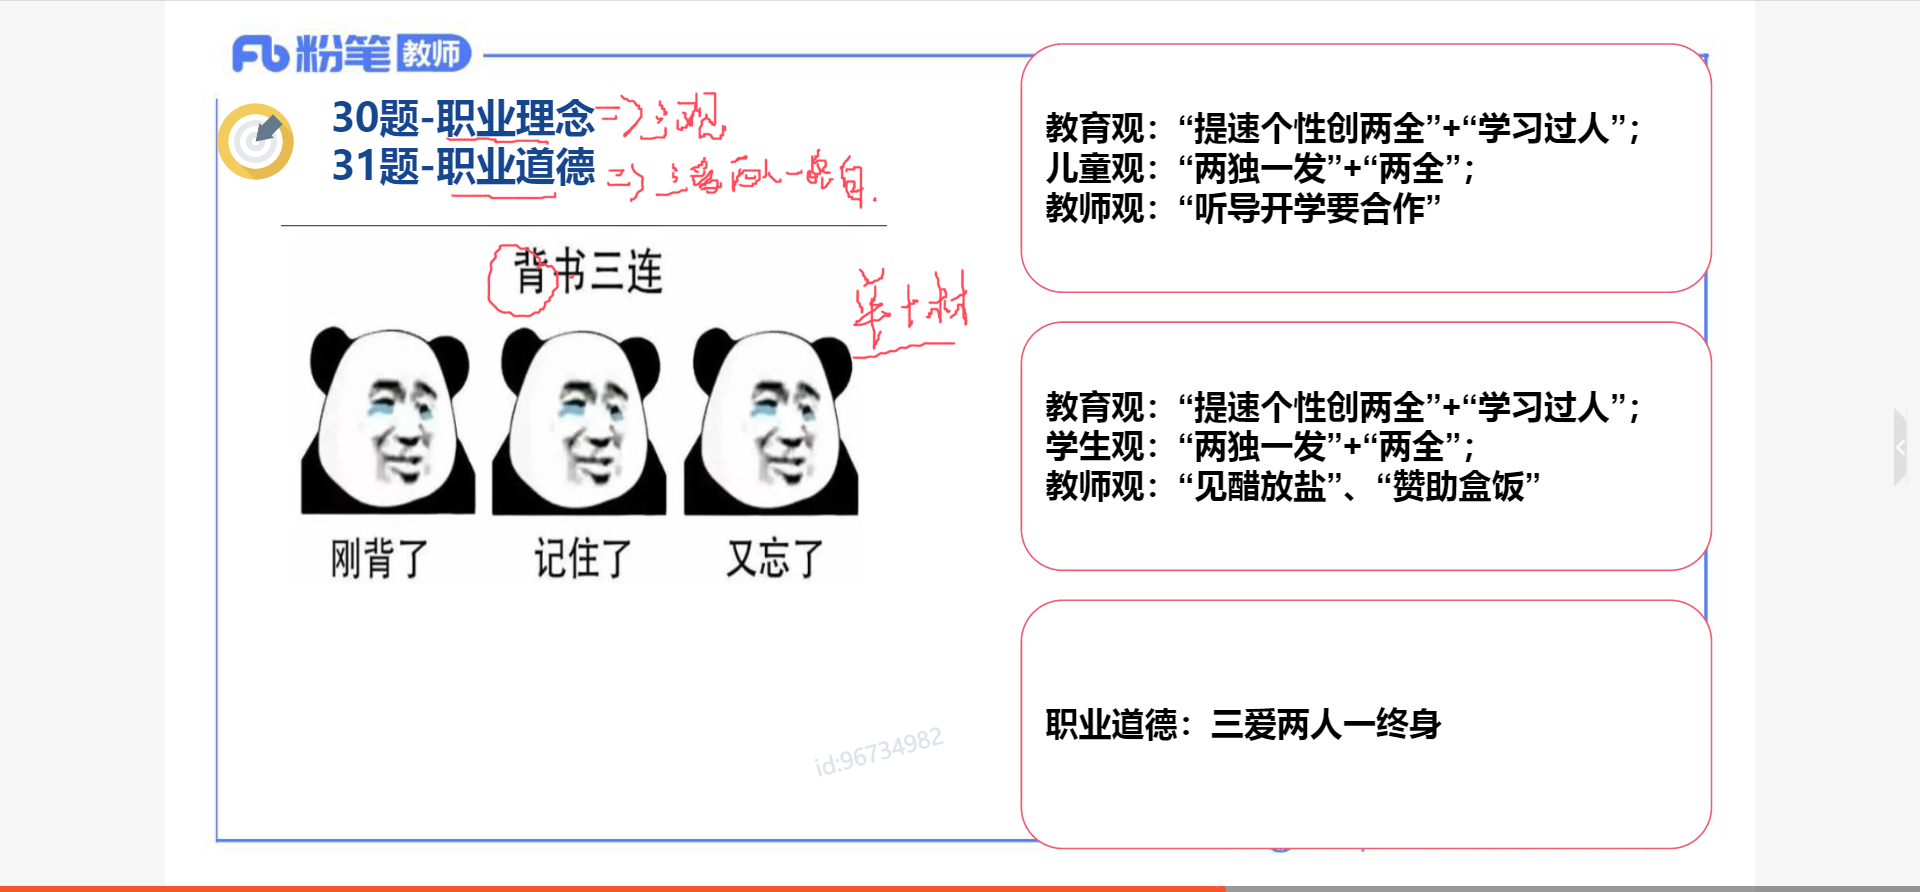 粉笔 教师
30题-职业理念 => 三观
31题-职业道德 => 三爱两人一终身.
背书三连
单+材
刚背了 记住了 又忘了
教育观：“提速个性创两全”+“学习过人”；
儿童观：“两独一发”+“两全”；
教师观：“听导开学要合作”
教育观：“提速个性创两全”+“学习过人”；
学生观：“两独一发”+“两全”；
教师观：“见醋放盐”、“赞助盒饭”
职业道德：三爱两人一终身
id:96734982